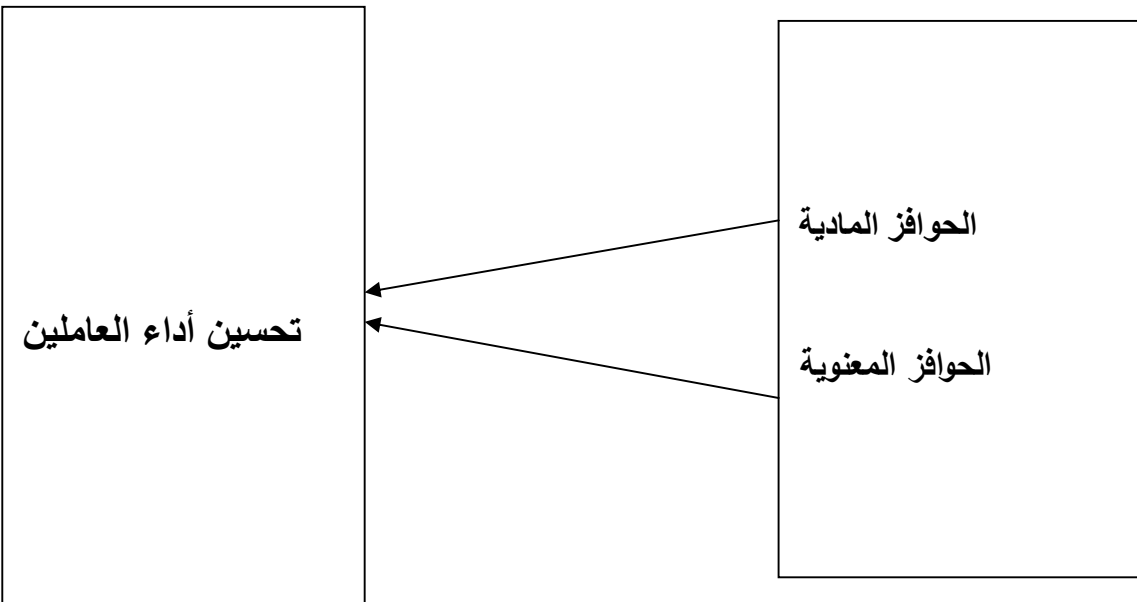 الحوافز المادية
الحوافز المعنوية
تحسين أداء العاملين